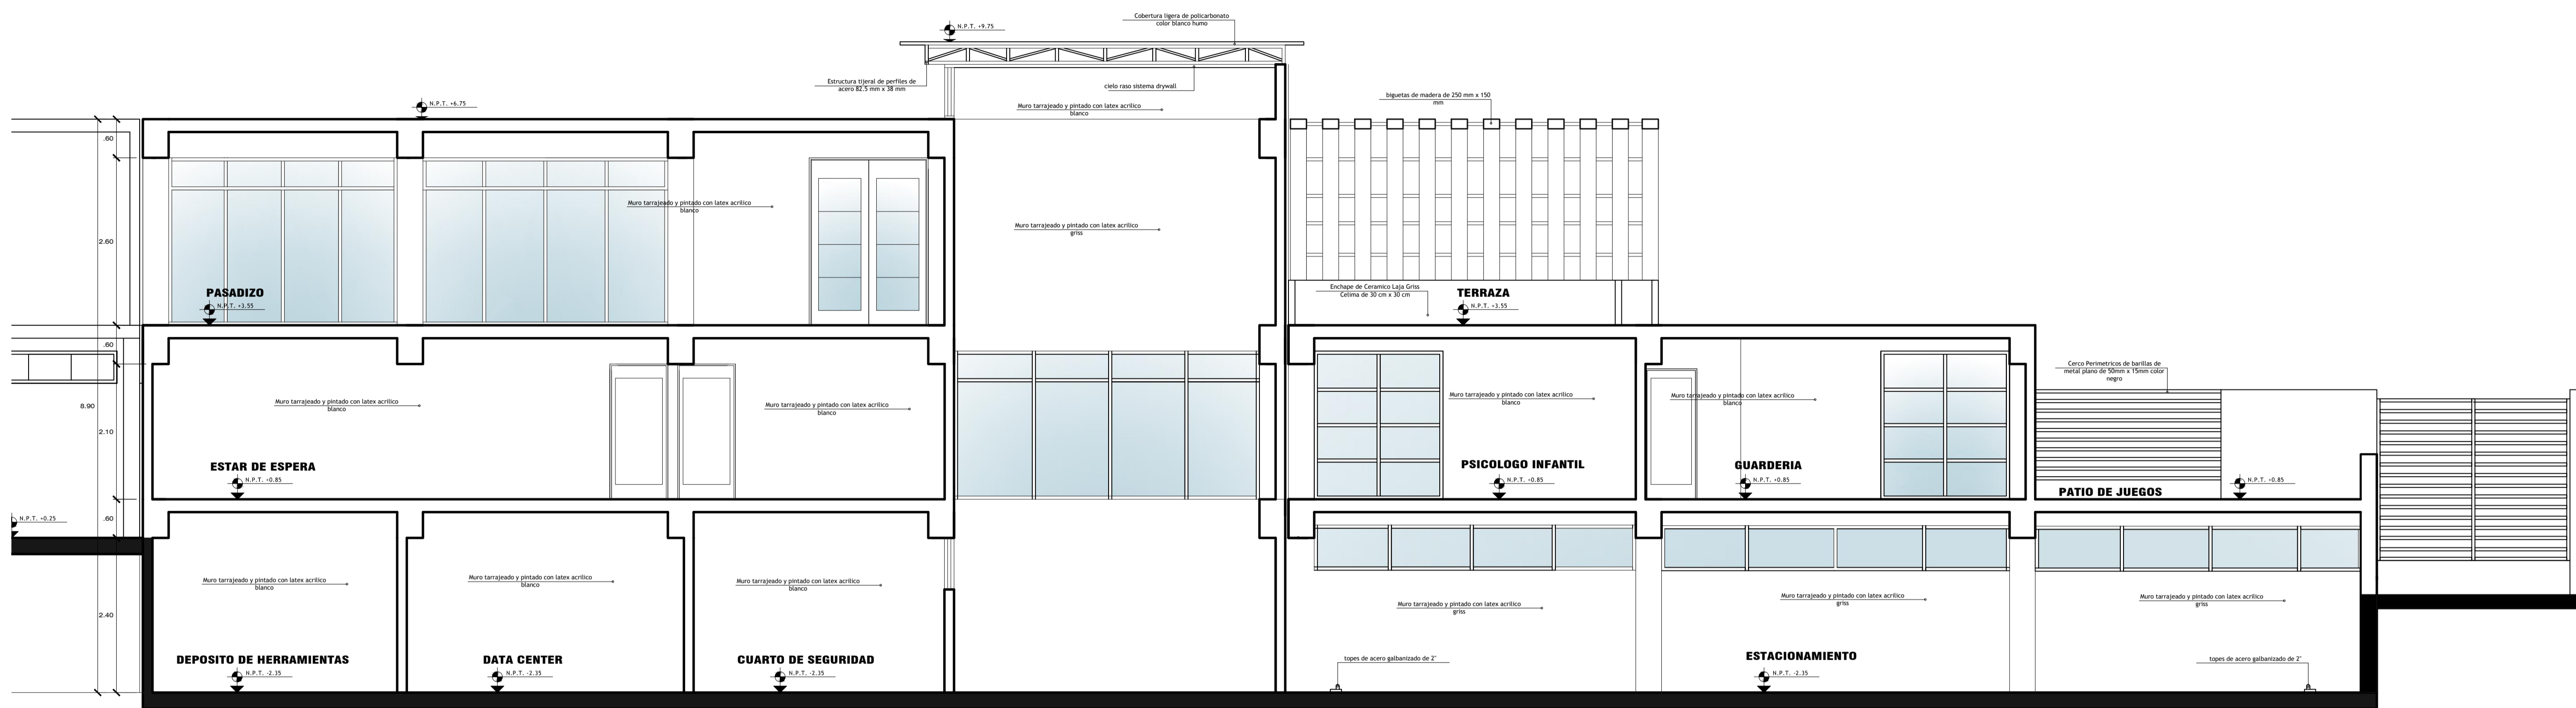 N.P.T. +9.75
Cobertura ligera de policarbonato
color blanco humo
Estructura tijeral de perfiles de
acero 82.5 mm x 38 mm
cielo raso sistema drywall
N.P.T. +6.75
Muro tarrajeado y pintado con latex acrilico
blanco
biguetas de madera de 250 mm x 150
mm
.60
Muro tarrajeado y pintado con latex acrilico
blanco
Muro tarrajeado y pintado con latex acrilico
griss
2.60
PASADIZO
N.P.T. +3.55
Enchape de Ceramico Laja Griss
Celima de 30 cm x 30 cm
TERRAZA
N.P.T. +3.55
.60
Cerco Perimetricos de barillas de
metal plano de 50mm x 15mm color
negro
8.90
Muro tarrajeado y pintado con latex acrilico
blanco
Muro tarrajeado y pintado con latex acrilico
blanco
Muro tarrajeado y pintado con latex acrilico
blanco
Muro tarrajeado y pintado con latex acrilico
blanco
2.10
ESTAR DE ESPERA
N.P.T. +0.85
PSICOLOGO INFANTIL
N.P.T. +0.85
GUARDERIA
N.P.T. +0.85
PATIO DE JUEGOS
N.P.T. +0.85
N.P.T. +0.25
.60
Muro tarrajeado y pintado con latex acrilico
blanco
Muro tarrajeado y pintado con latex acrilico
blanco
Muro tarrajeado y pintado con latex acrilico
blanco
Muro tarrajeado y pintado con latex acrilico
griss
Muro tarrajeado y pintado con latex acrilico
griss
Muro tarrajeado y pintado con latex acrilico
griss
2.40
DEPOSITO DE HERRAMIENTAS
N.P.T. -2.35
DATA CENTER
N.P.T. -2.35
CUARTO DE SEGURIDAD
N.P.T. -2.35
topes de acero galbanizado de 2"
ESTACIONAMIENTO
N.P.T. -2.35
topes de acero galbanizado de 2"